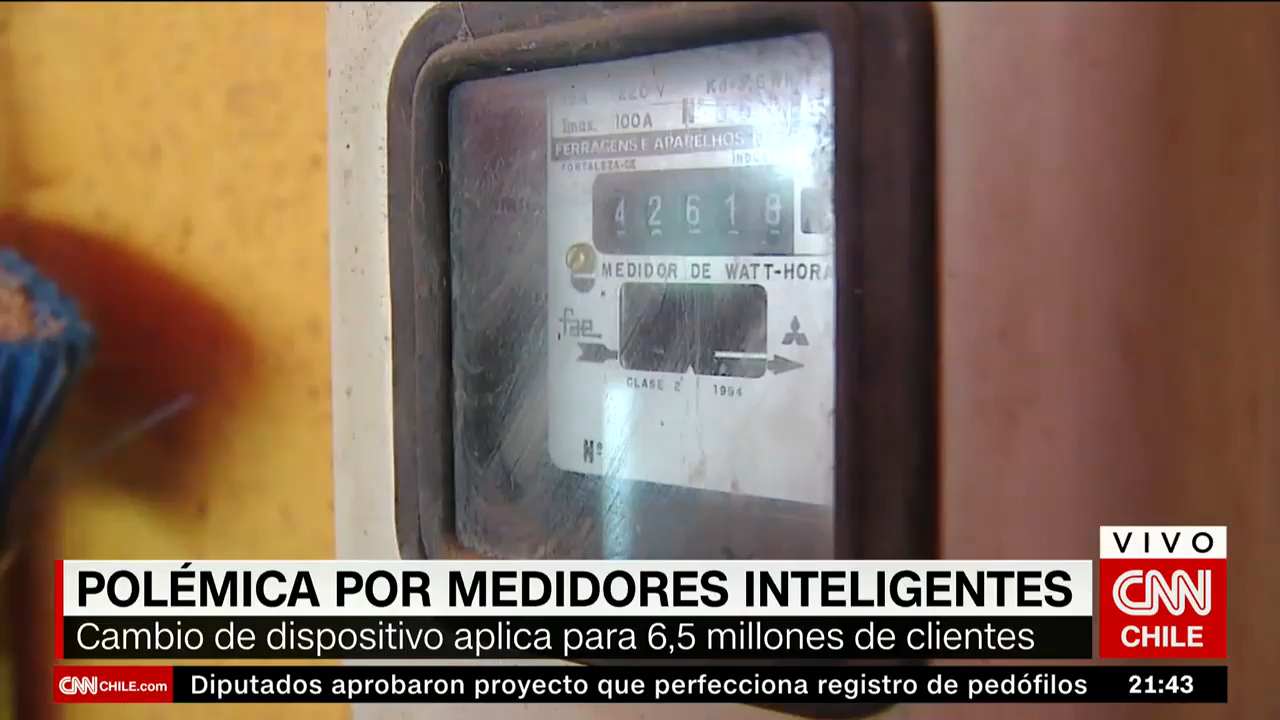 220 V
Imax. 100A
FERRAGENS E APARELHOS
FORTALEZA-CE
42618
MEDIDOR DE WATT-HORA
fae
CLASE 2 1994
Nº
VIVO
POLÉMICA POR MEDIDORES INTELIGENTES
Cambio de dispositivo aplica para 6,5 millones de clientes
CNN
CHILE
CNNCHILE.com Diputados aprobaron proyecto que perfecciona registro de pedófilos 21:43